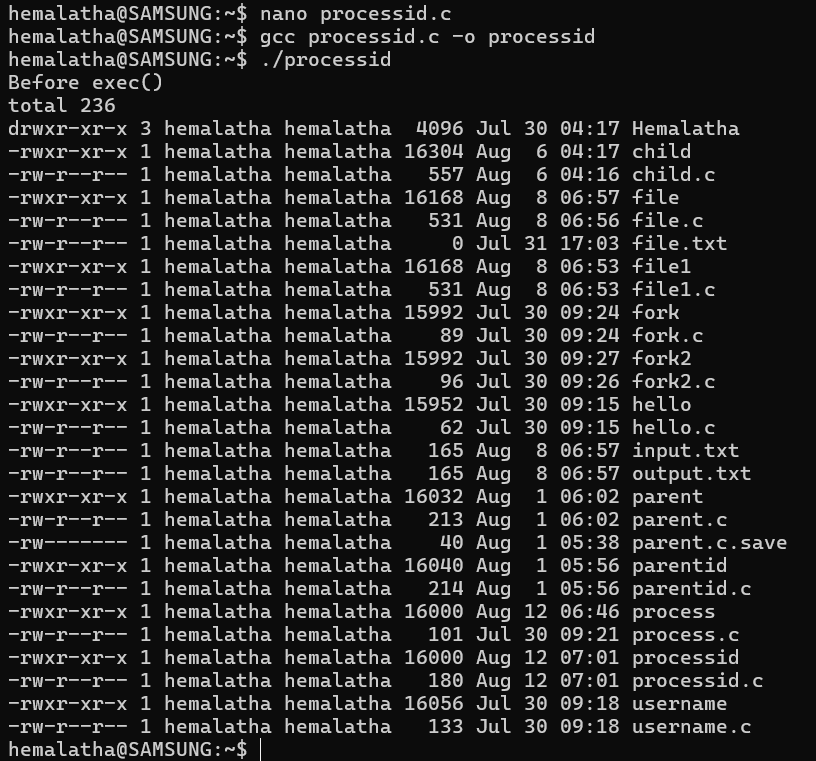 hemalatha@SAMSUNG:~$ nano processid.c
hemalatha@SAMSUNG:~$ gcc processid.c -o processid
hemalatha@SAMSUNG:~$ ./processid
Before exec()
total 236
drwxr-xr-x 3 hemalatha hemalatha  4096 Jul 30 04:17 Hemalatha
-rwxr-xr-x 1 hemalatha hemalatha 16304 Aug  6 04:17 child
-rw-r--r-- 1 hemalatha hemalatha   557 Aug  6 04:16 child.c
-rwxr-xr-x 1 hemalatha hemalatha 16168 Aug  8 06:57 file
-rw-r--r-- 1 hemalatha hemalatha   531 Aug  8 06:56 file.c
-rw-r--r-- 1 hemalatha hemalatha     0 Jul 31 17:03 file.txt
-rwxr-xr-x 1 hemalatha hemalatha 16168 Aug  8 06:53 file1
-rw-r--r-- 1 hemalatha hemalatha   531 Aug  8 06:53 file1.c
-rwxr-xr-x 1 hemalatha hemalatha 15992 Jul 30 09:24 fork
-rw-r--r-- 1 hemalatha hemalatha    89 Jul 30 09:24 fork.c
-rwxr-xr-x 1 hemalatha hemalatha 15992 Jul 30 09:27 fork2
-rw-r--r-- 1 hemalatha hemalatha    96 Jul 30 09:26 fork2.c
-rwxr-xr-x 1 hemalatha hemalatha 15952 Jul 30 09:15 hello
-rw-r--r-- 1 hemalatha hemalatha    62 Jul 30 09:15 hello.c
-rw-r--r-- 1 hemalatha hemalatha   165 Aug  8 06:57 input.txt
-rw-r--r-- 1 hemalatha hemalatha   165 Aug  8 06:57 output.txt
-rwxr-xr-x 1 hemalatha hemalatha 16032 Aug  1 06:02 parent
-rw-r--r-- 1 hemalatha hemalatha   213 Aug  1 06:02 parent.c
-rw------- 1 hemalatha hemalatha    40 Aug  1 05:38 parent.c.save
-rwxr-xr-x 1 hemalatha hemalatha 16040 Aug  1 05:56 parentid
-rw-r--r-- 1 hemalatha hemalatha   214 Aug  1 05:56 parentid.c
-rwxr-xr-x 1 hemalatha hemalatha 16000 Aug 12 06:46 process
-rw-r--r-- 1 hemalatha hemalatha   101 Jul 30 09:21 process.c
-rwxr-xr-x 1 hemalatha hemalatha 16000 Aug 12 07:01 processid
-rw-r--r-- 1 hemalatha hemalatha   180 Aug 12 07:01 processid.c
-rwxr-xr-x 1 hemalatha hemalatha 16056 Jul 30 09:18 username
-rw-r--r-- 1 hemalatha hemalatha   133 Jul 30 09:18 username.c
hemalatha@SAMSUNG:~$